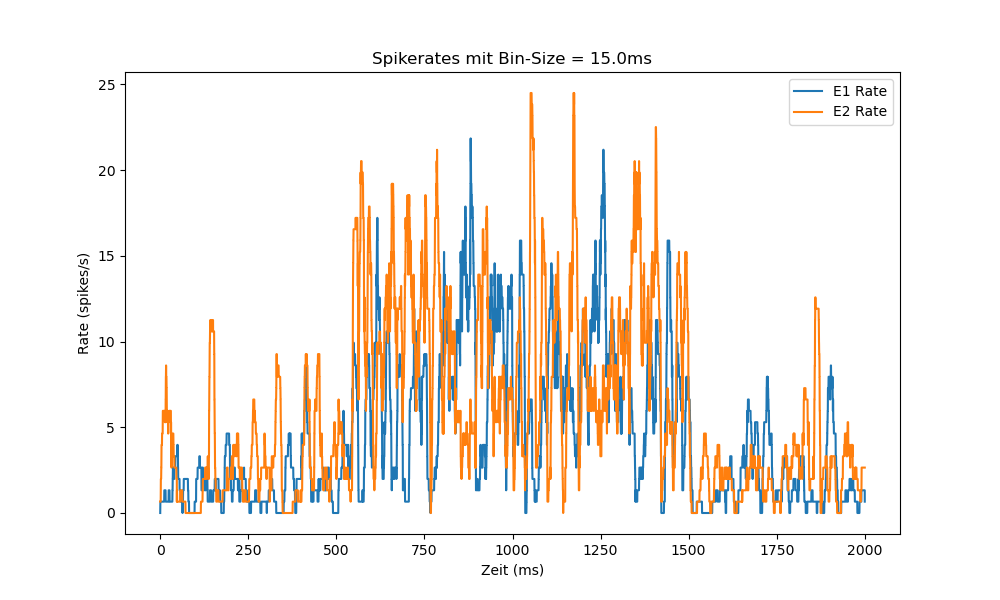 Spikerates mit Bin-Size = 15.0ms
E1 Rate
E2 Rate
25
20
15
10
5
0
Rate (spikes/s)
0 250 500 750 1000 1250 1500 1750 2000
Zeit (ms)